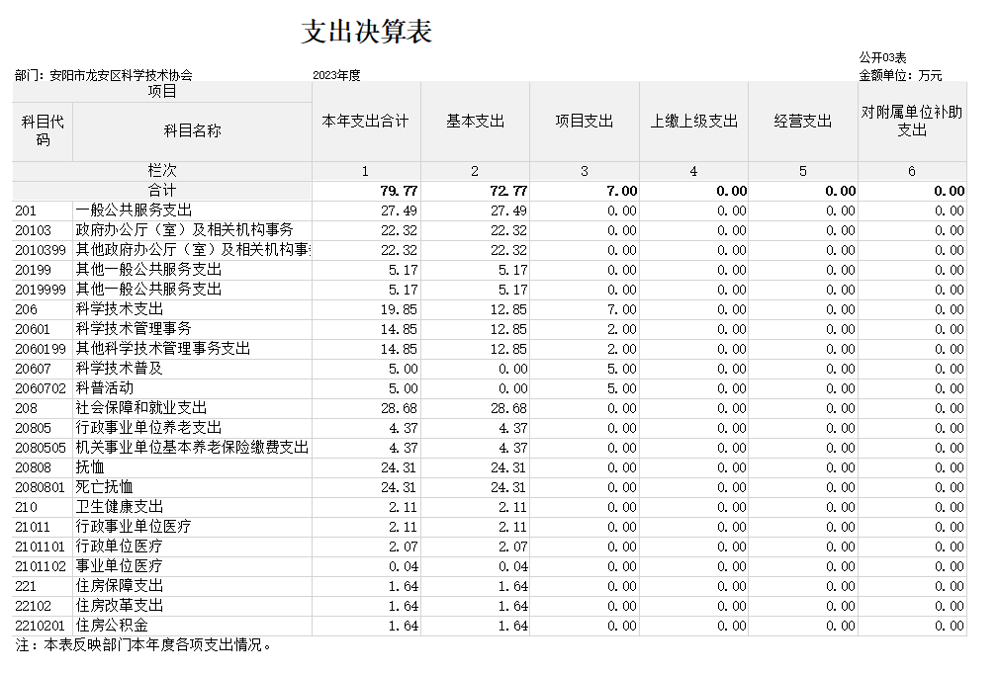 支出决算表
公开03表
部门：安阳市龙安区科学技术协会 2023年度 金额单位：万元
项目 本年支出合计 基本支出 项目支出 上缴上级支出 经营支出 对附属单位补助支出
科目代码 科目名称
栏次 1 2 3 4 5 6
合计 79.77 72.77 7.00 0.00 0.00 0.00
201 一般公共服务支出 27.49 27.49 0.00 0.00 0.00 0.00
20103 政府办公厅（室）及相关机构事务 22.32 22.32 0.00 0.00 0.00 0.00
2010399 其他政府办公厅（室）及相关机构事 22.32 22.32 0.00 0.00 0.00 0.00
20199 其他一般公共服务支出 5.17 5.17 0.00 0.00 0.00 0.00
2019999 其他一般公共服务支出 5.17 5.17 0.00 0.00 0.00 0.00
206 科学技术支出 19.85 12.85 7.00 0.00 0.00 0.00
20601 科学技术管理事务 14.85 12.85 2.00 0.00 0.00 0.00
2060199 其他科学技术管理事务支出 14.85 12.85 2.00 0.00 0.00 0.00
20607 科学技术普及 5.00 0.00 5.00 0.00 0.00 0.00
2060702 科普活动 5.00 0.00 5.00 0.00 0.00 0.00
208 社会保障和就业支出 28.68 28.68 0.00 0.00 0.00 0.00
20805 行政事业单位养老支出 4.37 4.37 0.00 0.00 0.00 0.00
2080505 机关事业单位基本养老保险缴费支出 4.37 4.37 0.00 0.00 0.00 0.00
20808 抚恤 24.31 24.31 0.00 0.00 0.00 0.00
2080801 死亡抚恤 24.31 24.31 0.00 0.00 0.00 0.00
210 卫生健康支出 2.11 2.11 0.00 0.00 0.00 0.00
21011 行政事业单位医疗 2.11 2.11 0.00 0.00 0.00 0.00
2101101 行政单位医疗 2.07 2.07 0.00 0.00 0.00 0.00
2101102 事业单位医疗 0.04 0.04 0.00 0.00 0.00 0.00
221 住房保障支出 1.64 1.64 0.00 0.00 0.00 0.00
22102 住房改革支出 1.64 1.64 0.00 0.00 0.00 0.00
2210201 住房公积金 1.64 1.64 0.00 0.00 0.00 0.00
注：本表反映部门本年度各项支出情况。